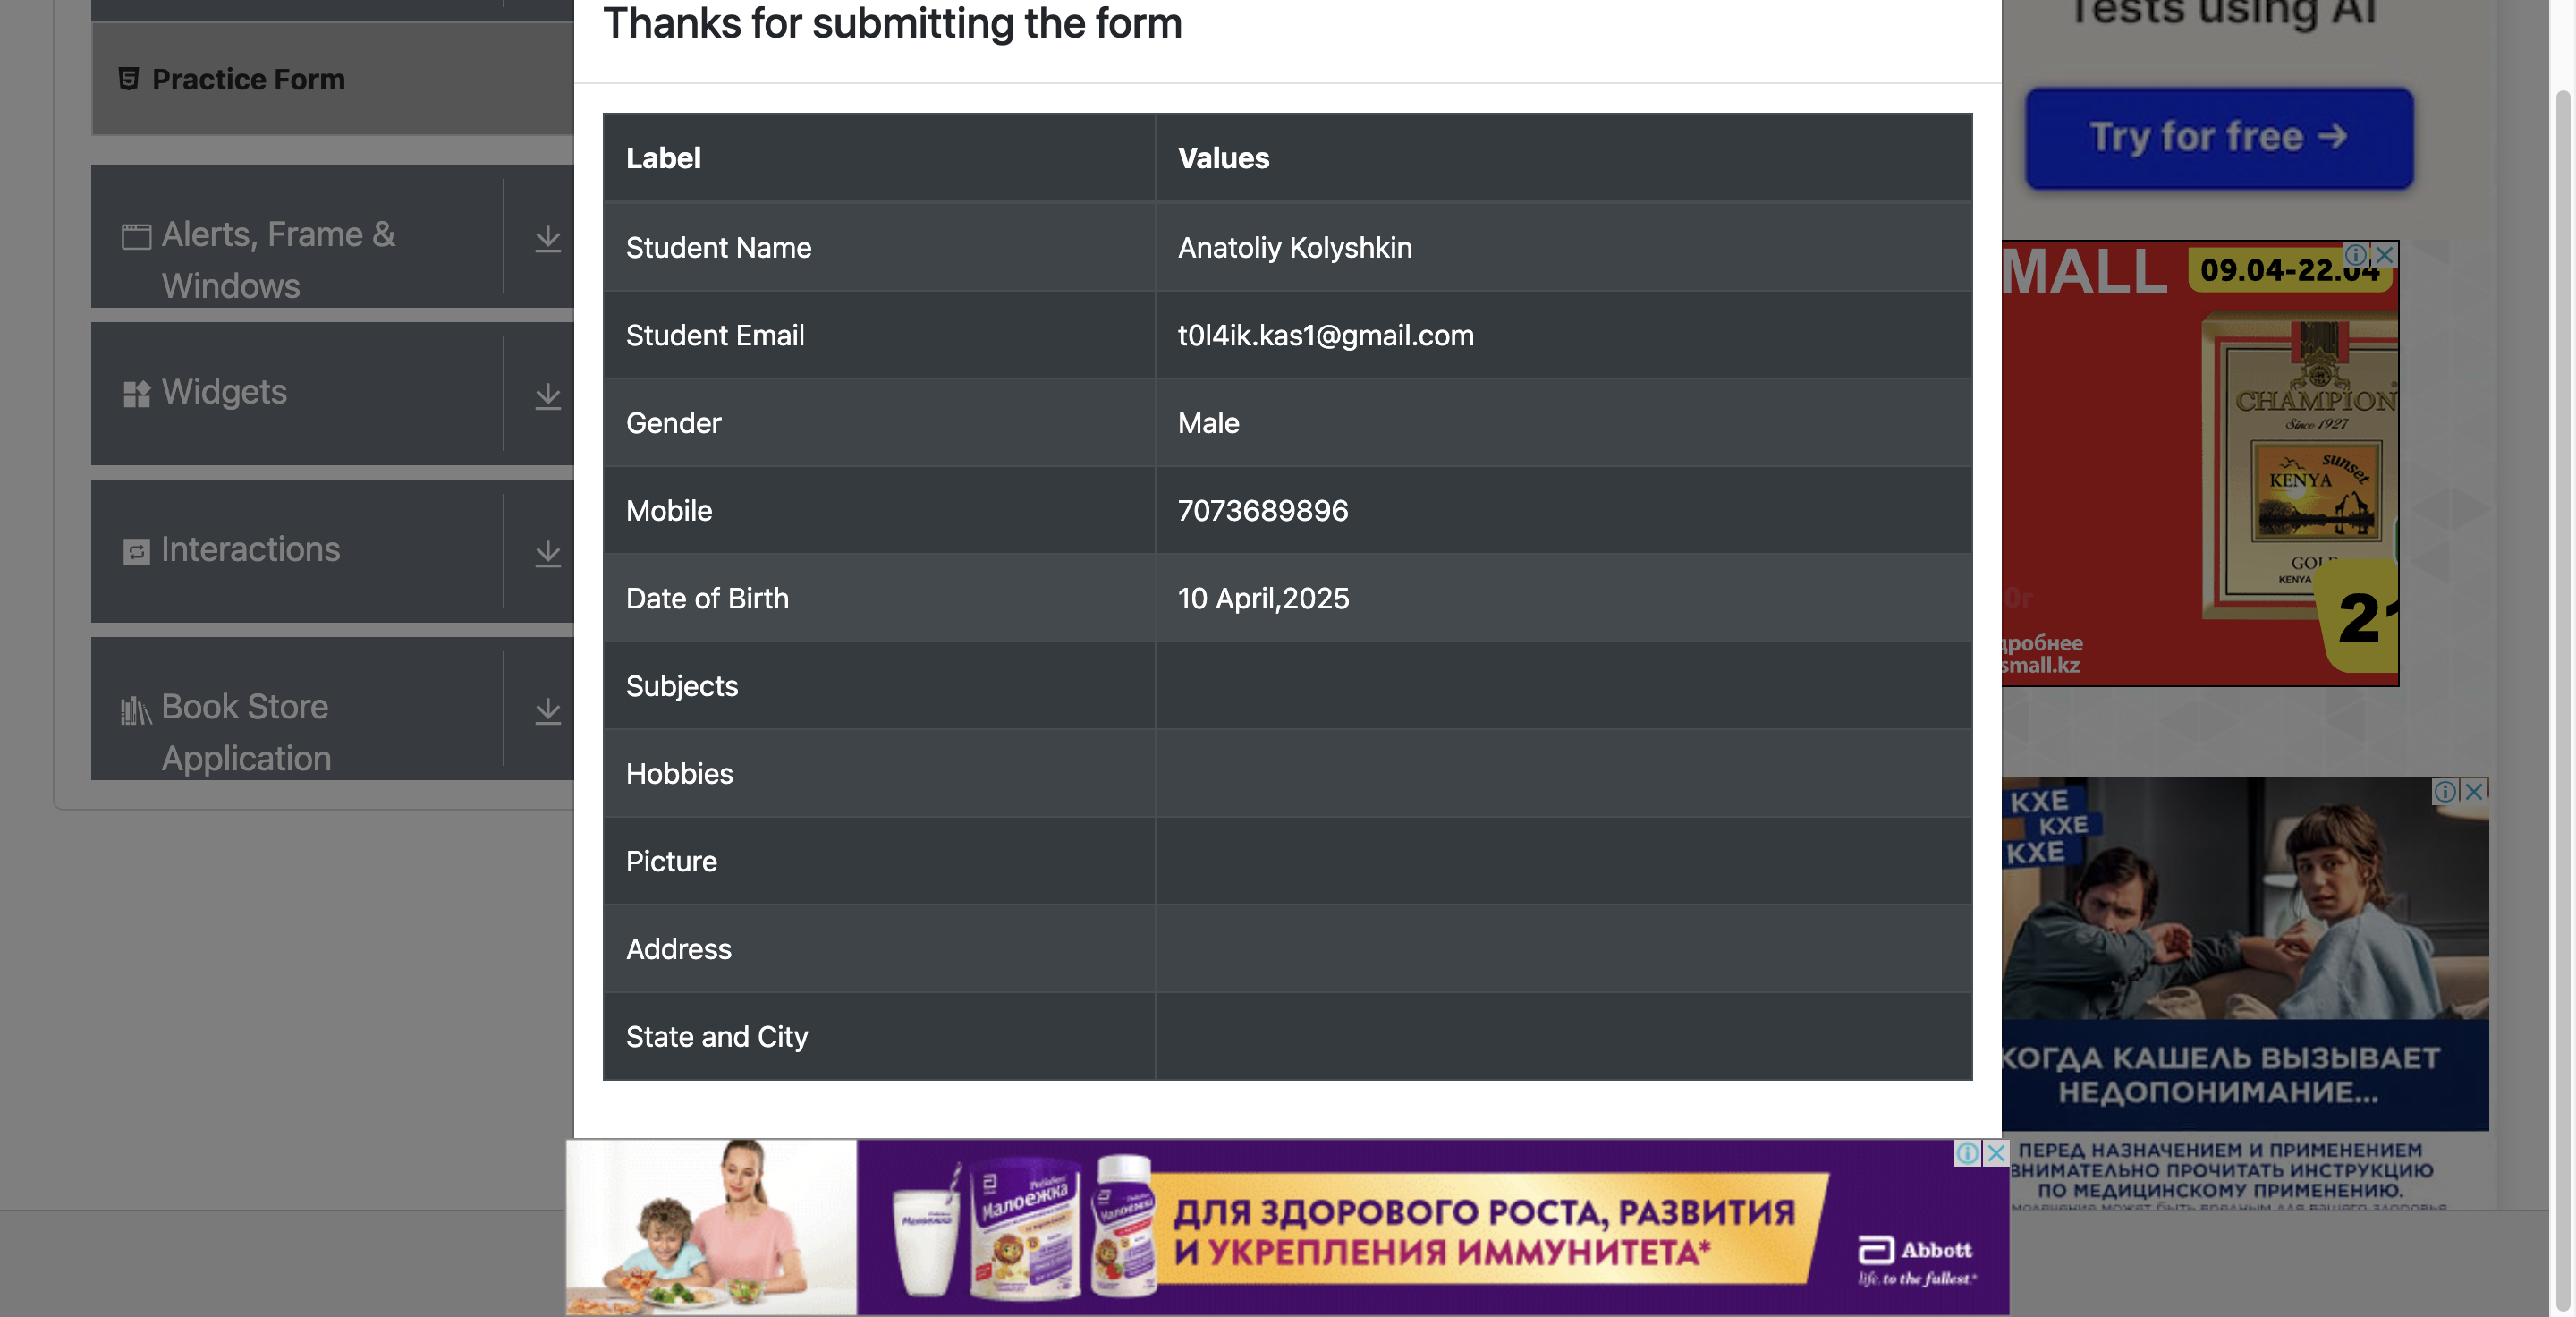 Thanks for submitting the form
Practice Form
Alerts, Frame &
Windows
Widgets
Interactions
Book Store
Application
Label Values
Student Name Anatoliy Kolyshkin
Student Email t0l4ik.kas1@gmail.com
Gender Male
Mobile 7073689896
Date of Birth 10 April,2025
Subjects
Hobbies
Picture
Address
State and City
Tests using AI
Try for free →
MALL
09.04-22.04
CHAMPION
Since 1927
KENYA
sunset
GOLD
KENYA
21
дробнее
small.kz
КХЕ
КХЕ
КХЕ
КОГДА КАШЕЛЬ ВЫЗЫВАЕТ
НЕДОПОНИМАНИЕ...
ПЕРЕД НАЗНАЧЕНИЕМ И ПРИМЕНЕНИЕМ
ВНИМАТЕЛЬНО ПРОЧИТАТЬ ИНСТРУКЦИЮ
ПО МЕДИЦИНСКОМУ ПРИМЕНЕНИЮ.
Малоежка
Малоежка
Малоежка
ДЛЯ ЗДОРОВОГО РОСТА, РАЗВИТИЯ
И УКРЕПЛЕНИЯ ИММУНИТЕТА*
Abbott
life. to the fullest.®